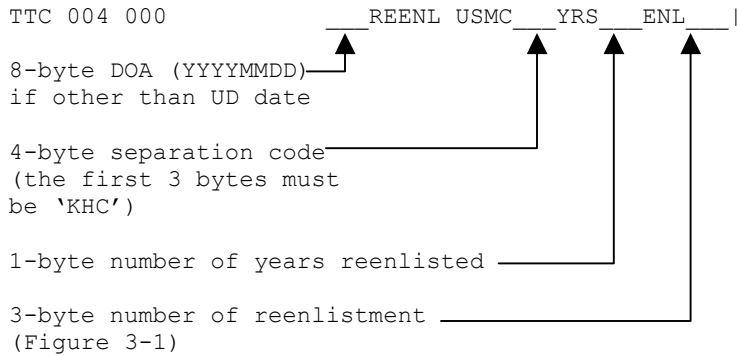 TTC 004 000 ___REENL USMC___YRS___ENL___|
8-byte DOA (YYYYMMDD)
if other than UD date
4-byte separation code
(the first 3 bytes must
be ‘KHC’)
1-byte number of years reenlisted
3-byte number of reenlistment
(Figure 3-1)